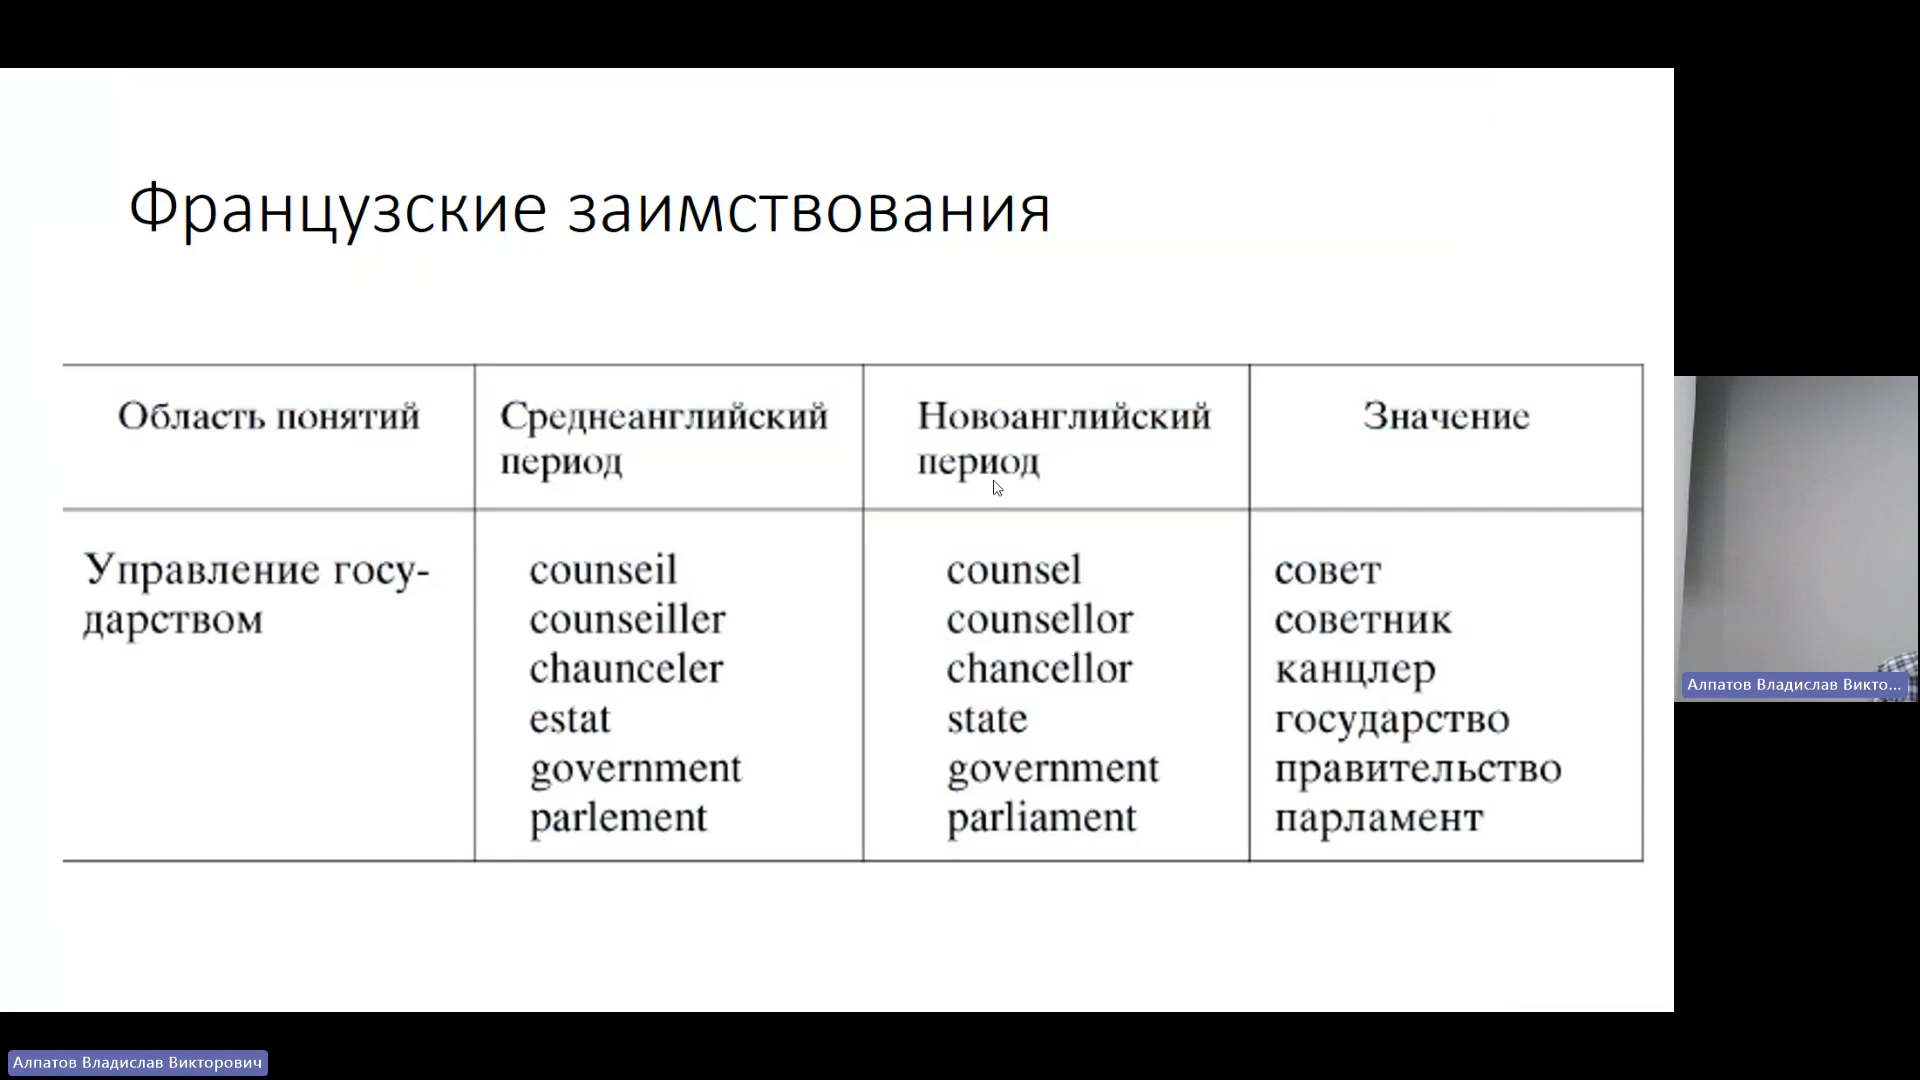 Французские заимствования
Область понятий
Среднеанглийский
период
Новоанглийский
период
Значение
Управление госу-
дарством
counseil
counseiller
chaunceler
estat
government
parlement
counsel
counsellor
chancellor
state
government
parliament
совет
советник
канцлер
государство
правительство
парламент
Алпатов Владислав Викто...
Алпатов Владислав Викторович